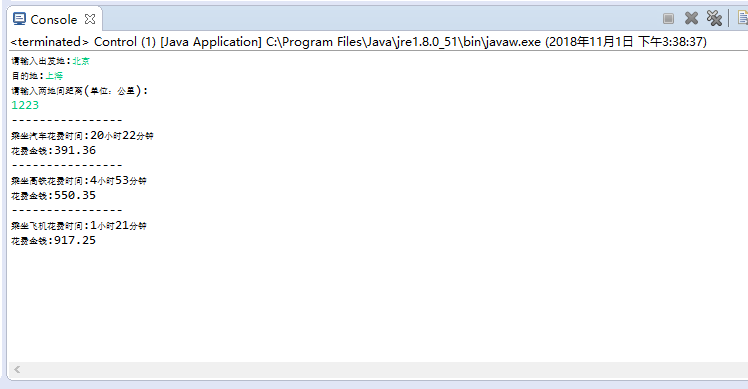 Console
<terminated> Control (1) [Java Application] C:\Program Files\Java\jre1.8.0_51\bin\javaw.exe (2018年11月1日 下午3:38:37)
请输入出发地:北京
目的地:上海
请输入两地间距离(单位：公里):
1223
----------------
乘坐汽车花费时间:20小时22分钟
花费金钱:391.36
----------------
乘坐高铁花费时间:4小时53分钟
花费金钱:550.35
----------------
乘坐飞机花费时间:1小时21分钟
花费金钱:917.25